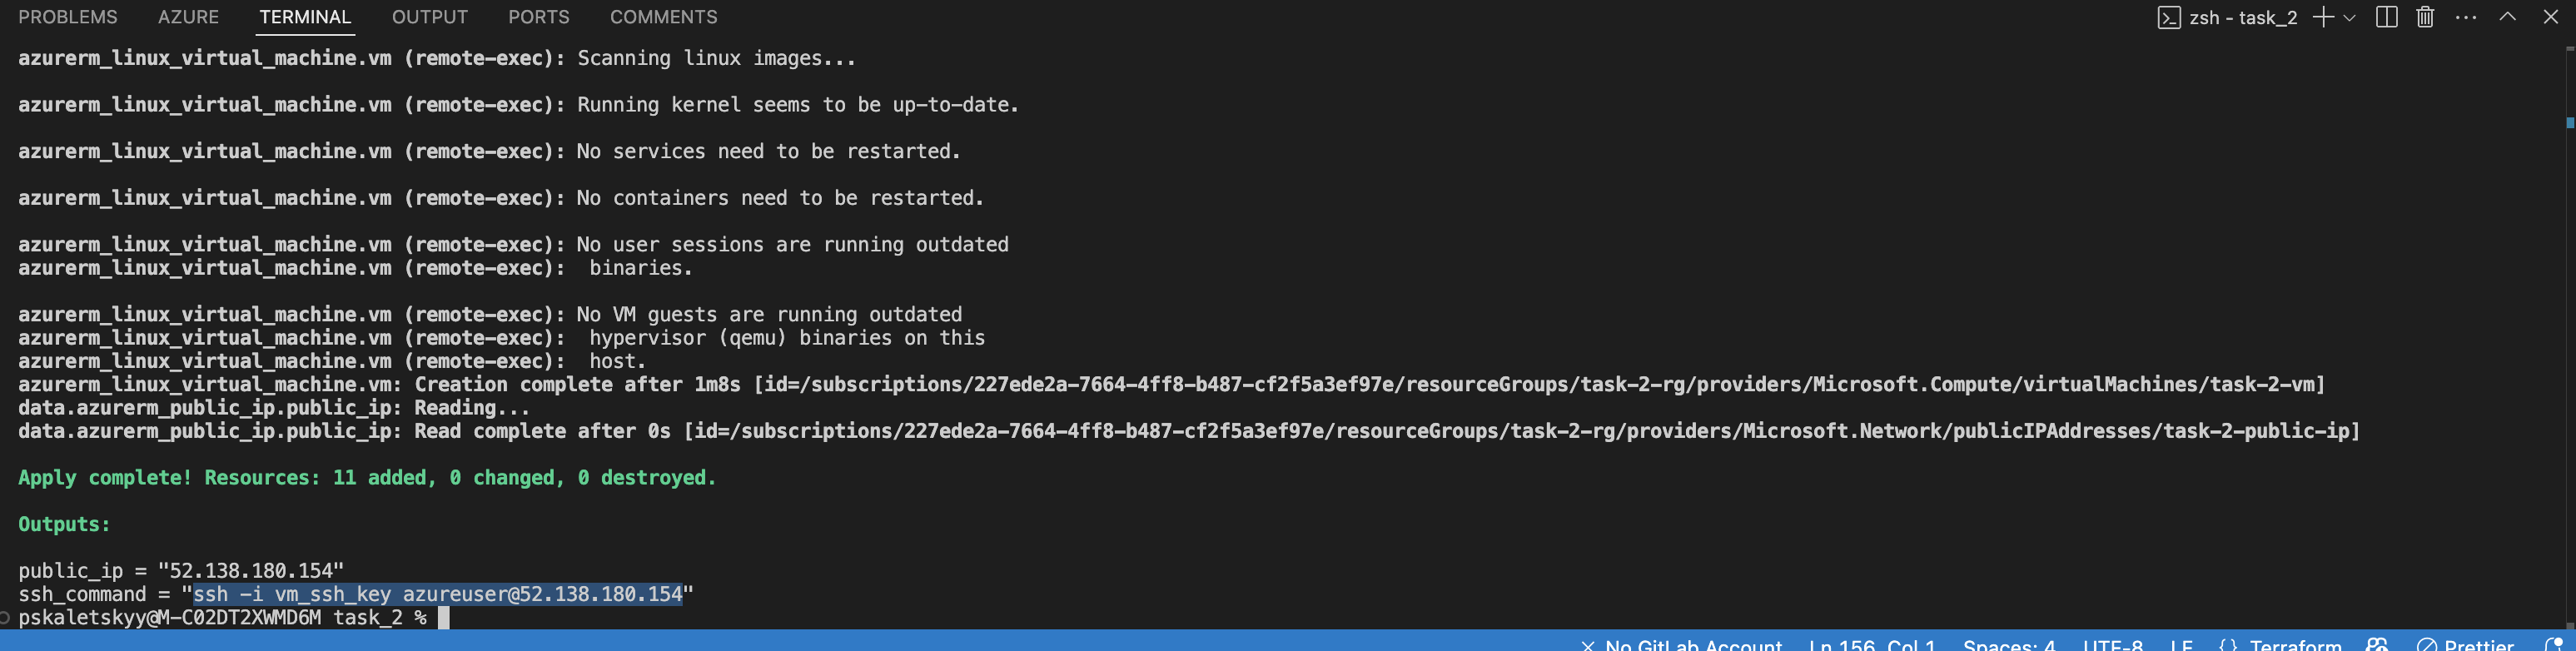 PROBLEMS AZURE TERMINAL OUTPUT PORTS COMMENTS zsh - task_2
azurerm_linux_virtual_machine.vm (remote-exec): Scanning linux images...
azurerm_linux_virtual_machine.vm (remote-exec): Running kernel seems to be up-to-date.
azurerm_linux_virtual_machine.vm (remote-exec): No services need to be restarted.
azurerm_linux_virtual_machine.vm (remote-exec): No containers need to be restarted.
azurerm_linux_virtual_machine.vm (remote-exec): No user sessions are running outdated
azurerm_linux_virtual_machine.vm (remote-exec):  binaries.
azurerm_linux_virtual_machine.vm (remote-exec): No VM guests are running outdated
azurerm_linux_virtual_machine.vm (remote-exec):  hypervisor (qemu) binaries on this
azurerm_linux_virtual_machine.vm (remote-exec):  host.
azurerm_linux_virtual_machine.vm: Creation complete after 1m8s [id=/subscriptions/227ede2a-7664-4ff8-b487-cf2f5a3ef97e/resourceGroups/task-2-rg/providers/Microsoft.Compute/virtualMachines/task-2-vm]
data.azurerm_public_ip.public_ip: Reading...
data.azurerm_public_ip.public_ip: Read complete after 0s [id=/subscriptions/227ede2a-7664-4ff8-b487-cf2f5a3ef97e/resourceGroups/task-2-rg/providers/Microsoft.Network/publicIPAddresses/task-2-public-ip]
Apply complete! Resources: 11 added, 0 changed, 0 destroyed.
Outputs:
public_ip = "52.138.180.154"
ssh_command = "ssh -i vm_ssh_key azureuser@52.138.180.154"
pskaletskyy@M-C02DT2XWMD6M task_2 %
No GitLab Account Ln 156, Col 1 Spaces: 4 UTF-8 LF {} Terraform Prettier